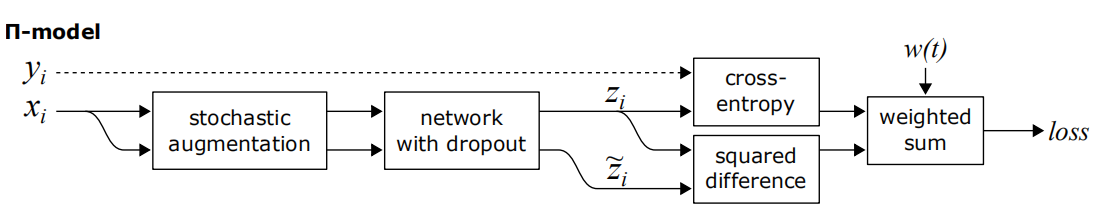 Π-model
y_i
x_i
stochastic
augmentation
network
with dropout
z_i
z̃_i
cross-
entropy
squared
difference
w(t)
weighted
sum
loss